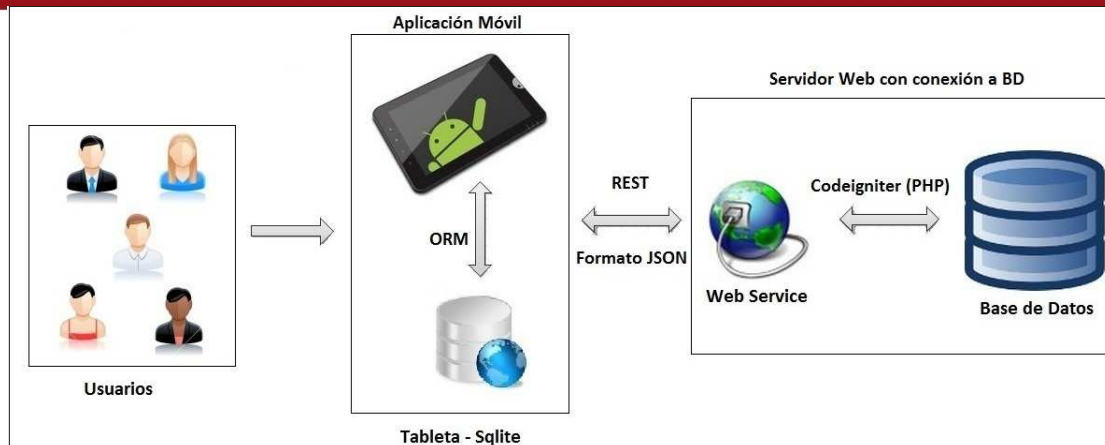 Aplicación Móvil
Servidor Web con conexión a BD
REST
Codeigniter (PHP)
ORM
Formato JSON
Web Service
Base de Datos
Usuarios
Tableta - Sqlite